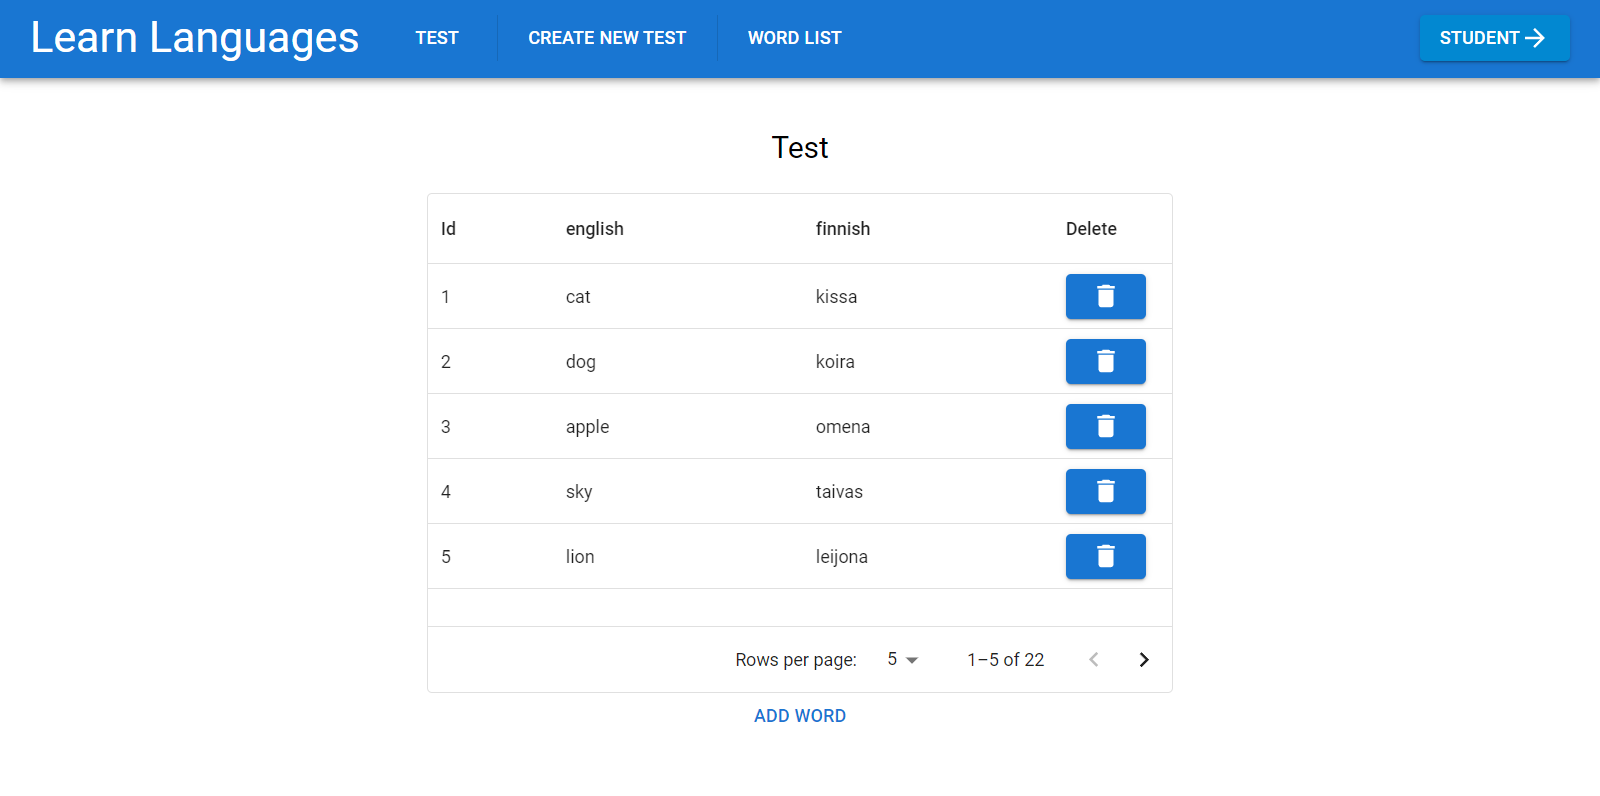 Learn Languages TEST CREATE NEW TEST WORD LIST STUDENT
Test
Id english finnish Delete
1 cat kissa
2 dog koira
3 apple omena
4 sky taivas
5 lion leijona
Rows per page: 5 1–5 of 22
ADD WORD